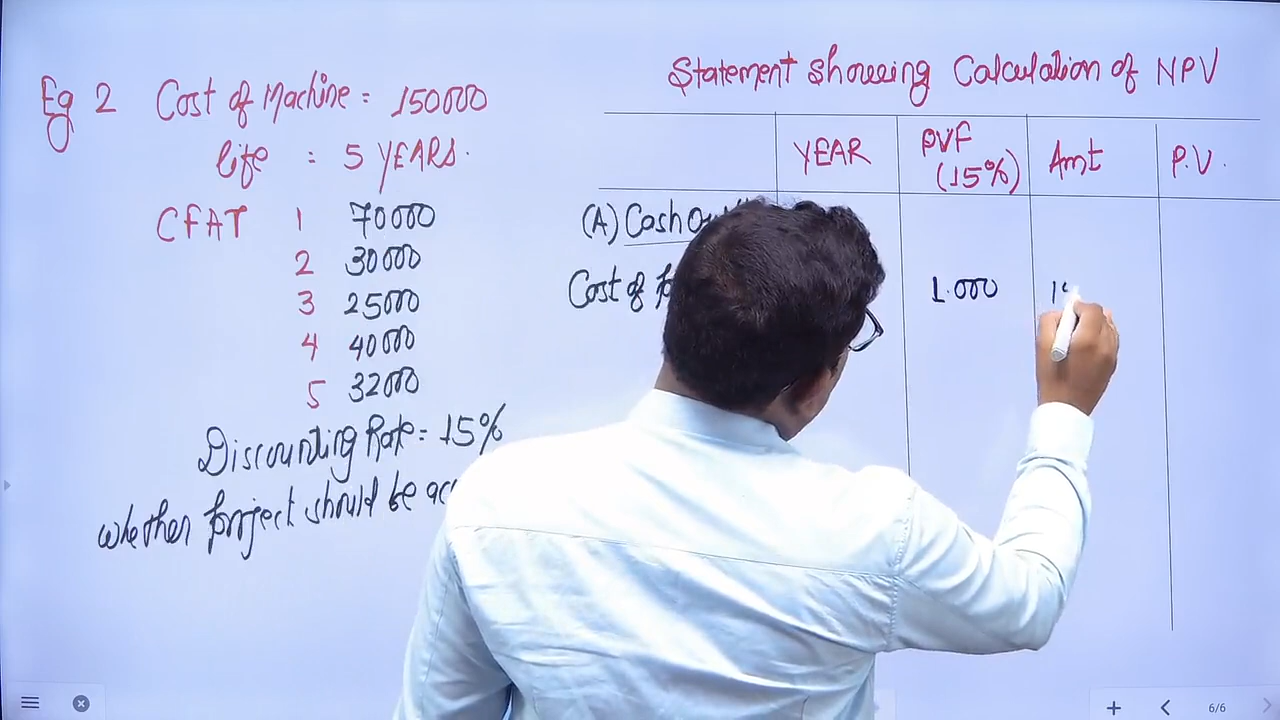 Eg 2 Cost of Machine = 150000
life : 5 YEARS.
CFAT 1 70000
2 30000
3 25000
4 40000
5 32000
Discounting Rate = 15%
whether project should be
Statement showing Calculation of NPV
YEAR PVF (15%) Amt P.V.
(A) Cash
Cost of 1.000
6/6